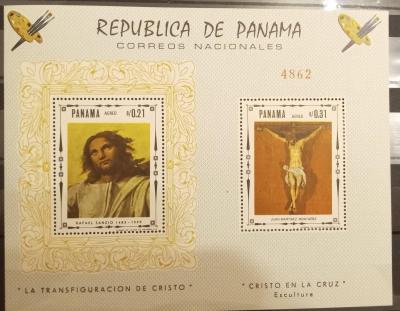 REPUBLICA DE PANAMA
CORREOS NACIONALES
4862
PANAMA AEREO B/0.21
RAFAEL SANZIO 1483-1520
PANAMA AEREO B/0.31
JUAN MARTINEZ MONTAÑES
"LA TRANSFIGURACION DE CRISTO"
"CRISTO EN LA CRUZ"
Escultura